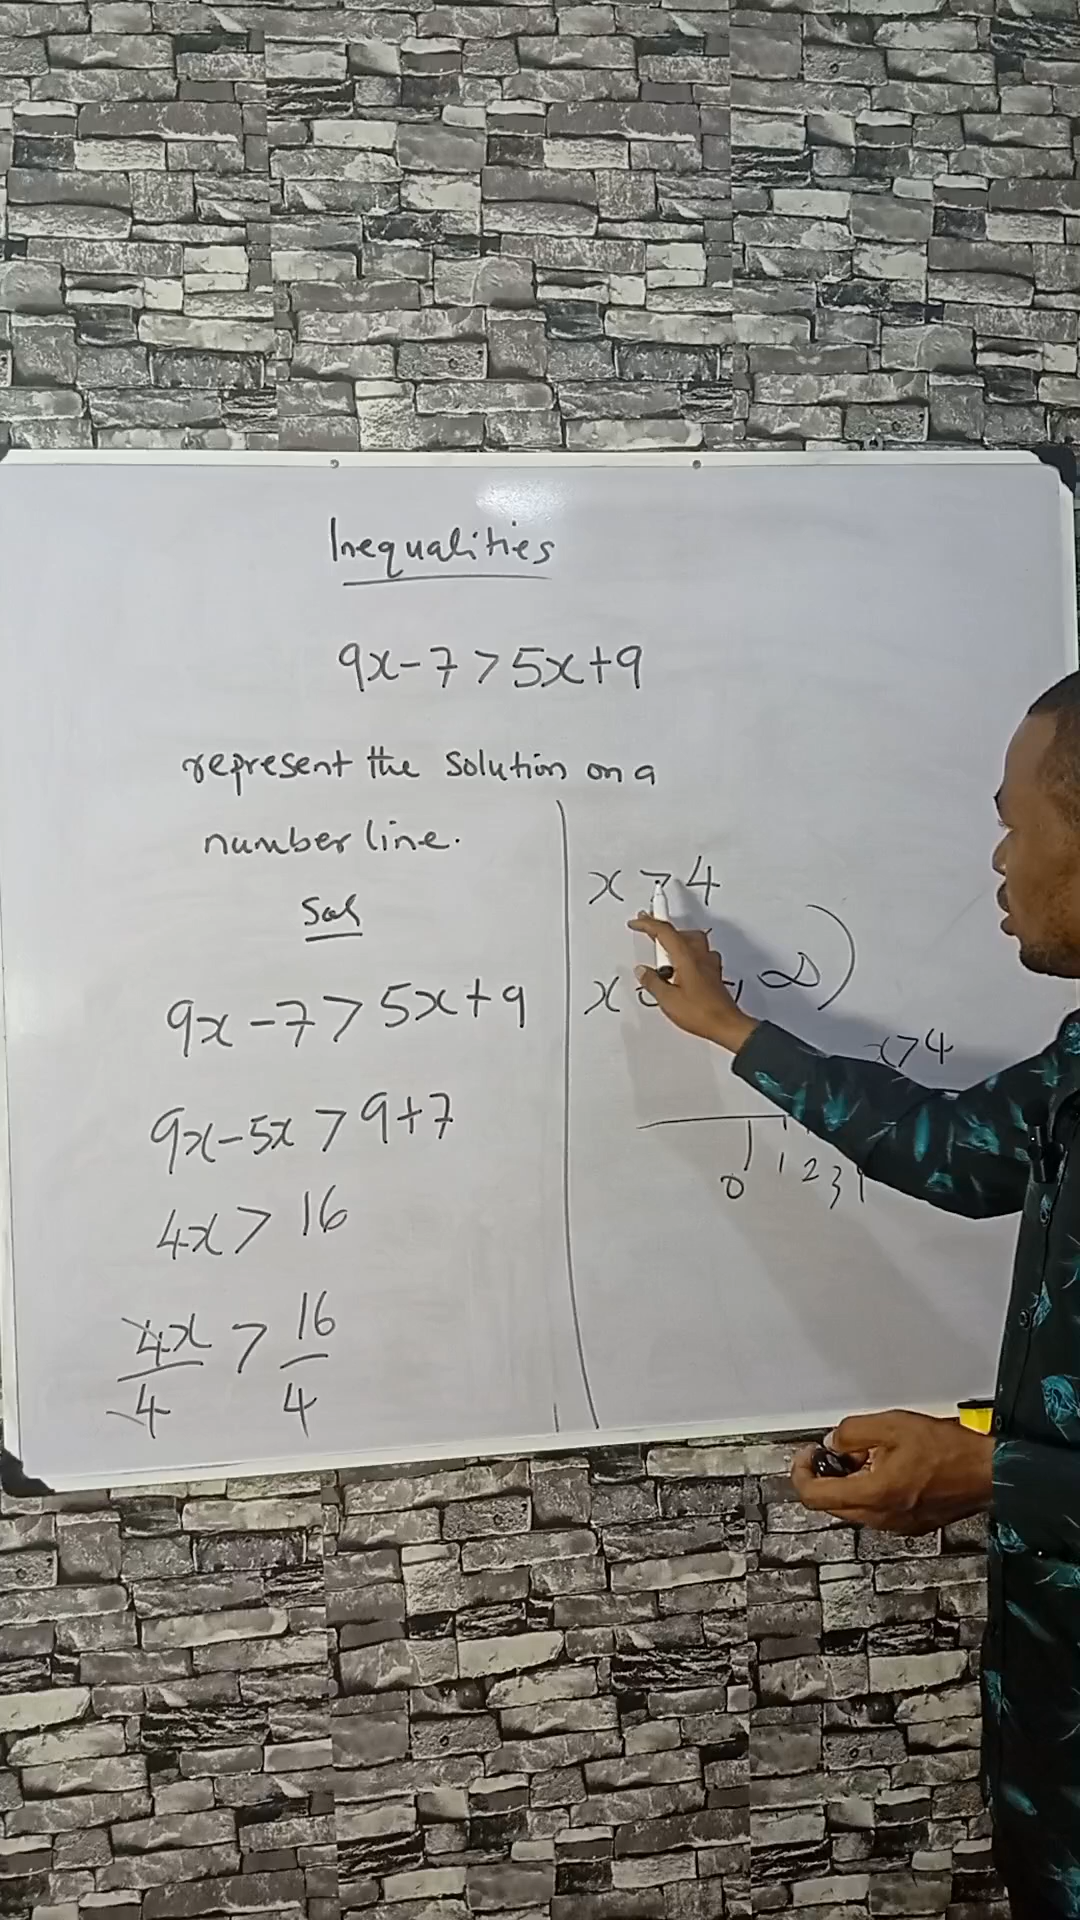 Inequalities
9x-7>5x+9
represent the solution on a
number line.
Sol
9x-7>5x+9
9x-5x>9+7
4x>16
4x/4 > 16/4
x>4
x , ∞)
x>4
0 1 2 3